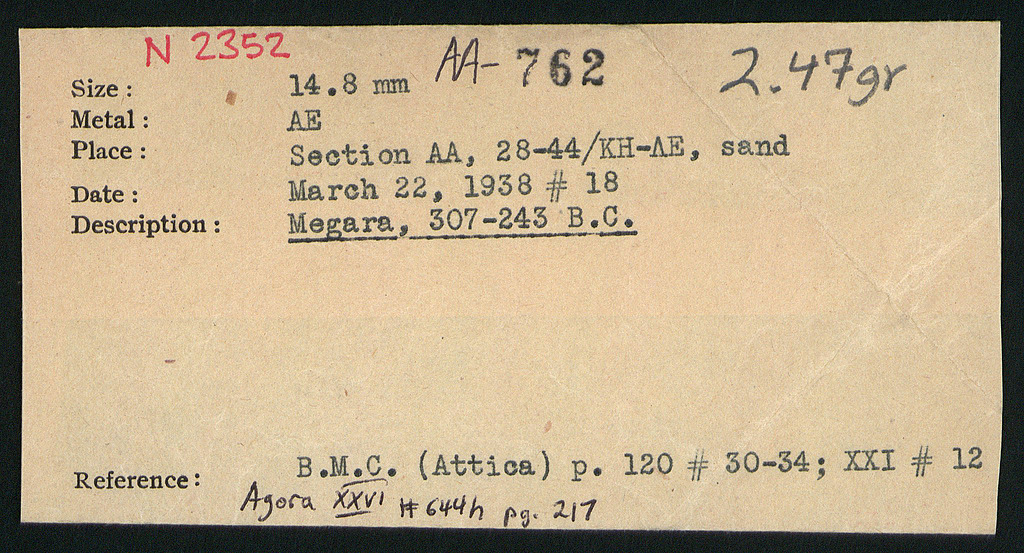 N 2352 AA- 762 2.47gr
Size: 14.8 mm
Metal: AE
Place: Section AA, 28-44/ΚΗ-ΛΕ, sand
Date: March 22, 1938 # 18
Description: Megara, 307-243 B.C.
Reference: B.M.C. (Attica) p. 120 # 30-34; XXI # 12
Agora XXVI # 644h pg. 217